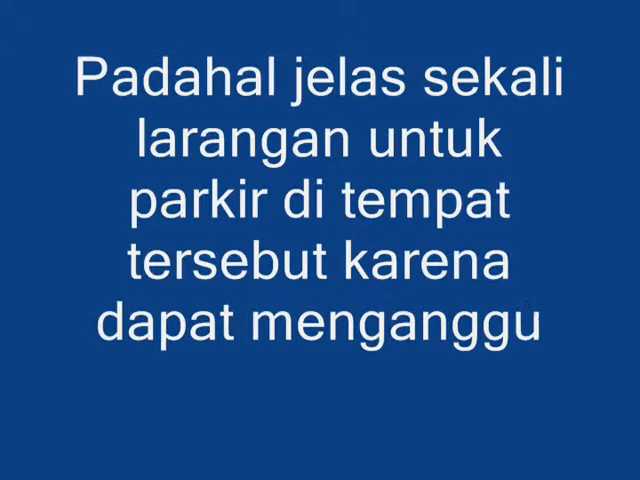 Padahal jelas sekali
larangan untuk
parkir di tempat
tersebut karena
dapat menganggu